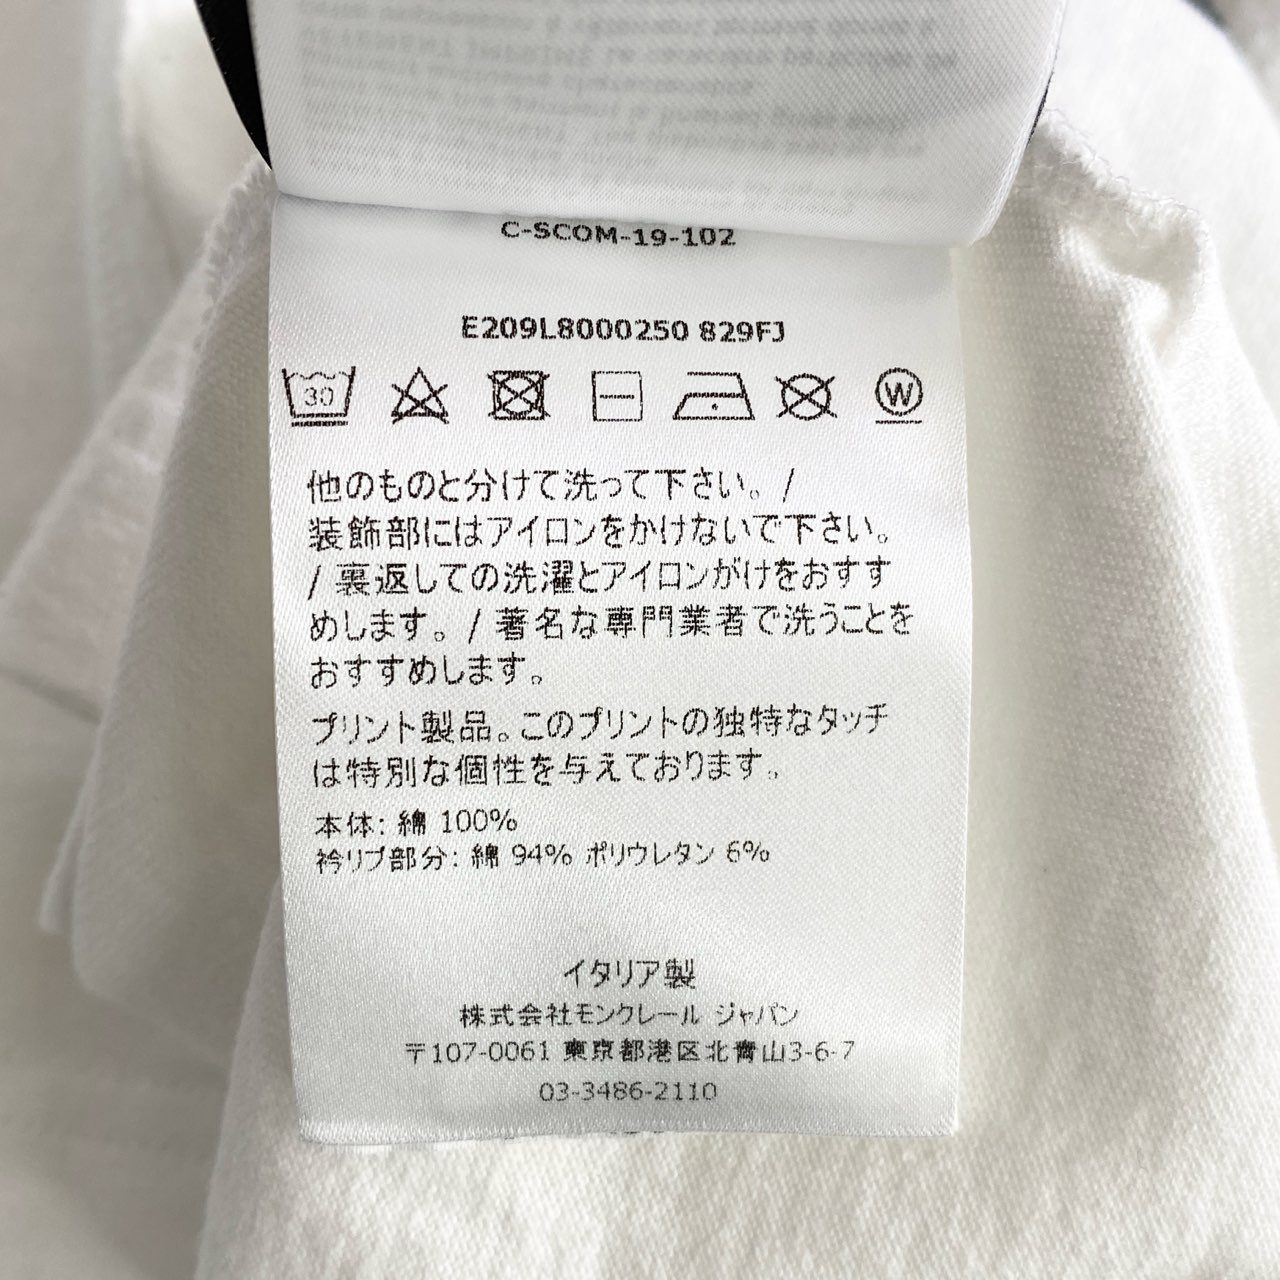 C-SCOM-19-102
E209L8000250 829FJ
30
W
他のものと分けて洗って下さい。 /
装飾部にはアイロンをかけないで下さい。
/ 裏返しての洗濯とアイロンがけをおすす
めします。 / 著名な専門業者で洗うことを
おすすめします。
プリント製品。このプリントの独特なタッチ
は特別な個性を与えております。
本体: 綿 100%
衿リブ部分: 綿 94% ポリウレタン 6%
イタリア製
株式会社モンクレール ジャパン
〒107-0061 東京都港区北青山3-6-7
03-3486-2110